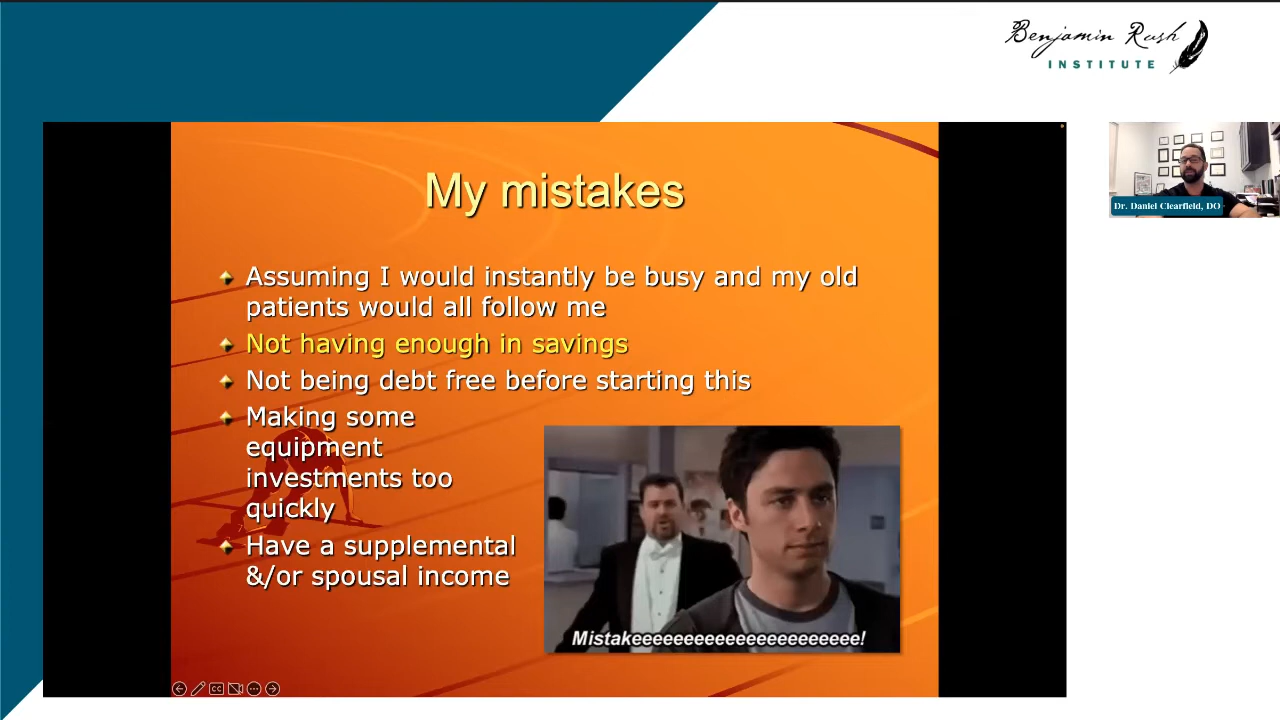 Benjamin Rush
INSTITUTE
My mistakes
Assuming I would instantly be busy and my old
patients would all follow me
Not having enough in savings
Not being debt free before starting this
Making some
equipment
investments too
quickly
Have a supplemental
&/or spousal income
Mistakeeeeeeeeeeeeeeeeeeeeee!
Dr. Daniel Clearfield, DO
CC